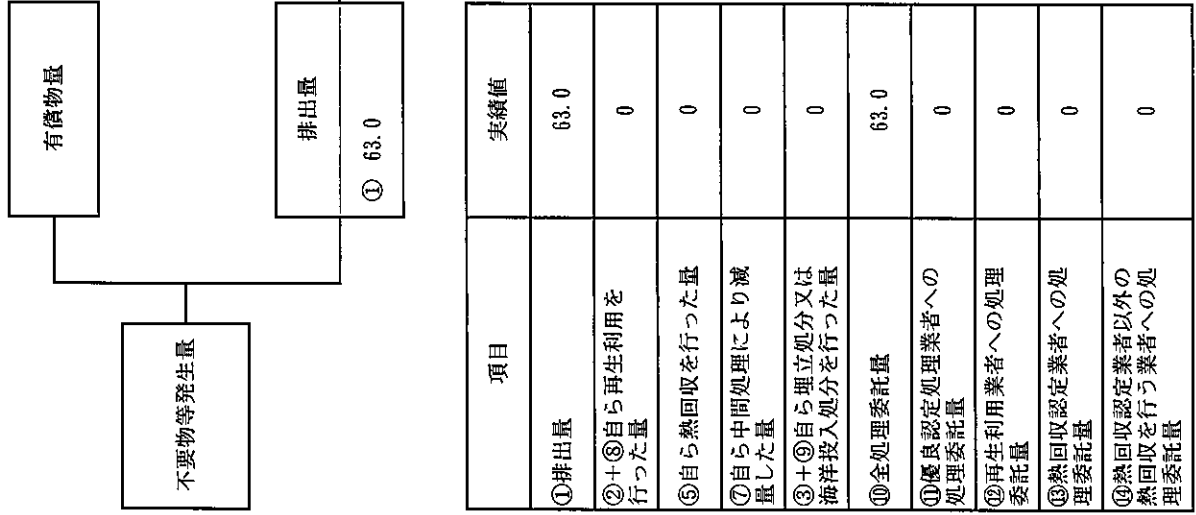 不要物等発生量
有償物量
排出量
① 63.0
項目
実績値
①排出量
63.0
②+⑧自ら再生利用を
行った量
0
⑤自ら熱回収を行った量
0
⑦自ら中間処理により減
量した量
0
③+⑨自ら埋立処分又は
海洋投入処分を行った量
0
⑩全処理委託量
63.0
⑪優良認定処理業者への
処理委託量
0
⑫再生利用業者への処理
委託量
0
⑬熱回収認定業者への処
理委託量
0
⑭熱回収認定業者以外の
熱回収を行う業者への処
理委託量
0